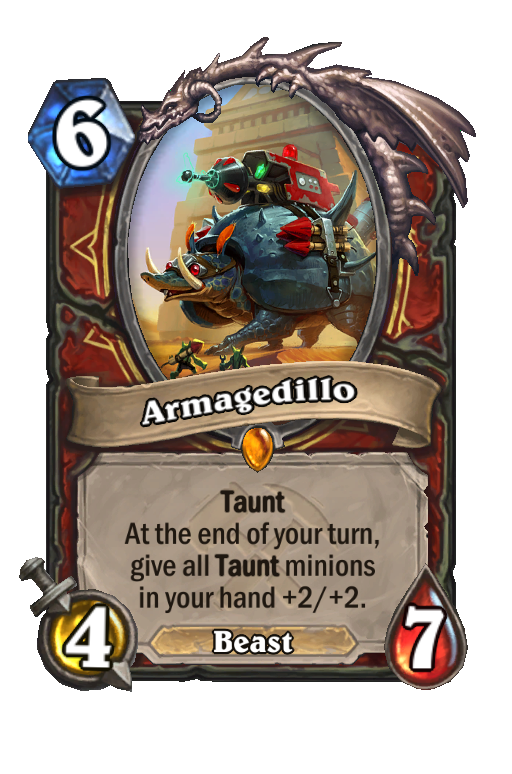 6
Armagedillo
Taunt
At the end of your turn,
give all Taunt minions
in your hand +2/+2.
4
Beast
7